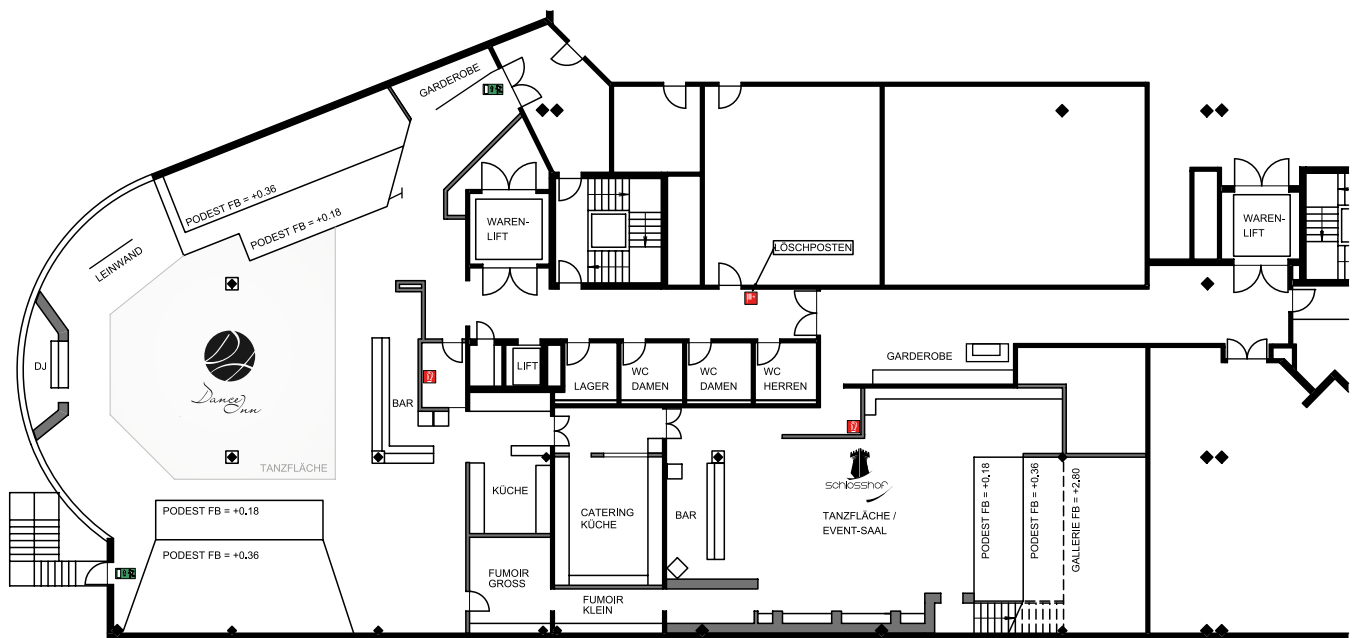 GARDEROBE
PODEST FB = +0.36
PODEST FB = +0.18
LEINWAND
WAREN-
LIFT
LÖSCHPOSTEN
WAREN-
LIFT
DJ
Dance Inn
TANZFLÄCHE
BAR
LIFT
LAGER
WC
DAMEN
WC
DAMEN
WC
HERREN
GARDEROBE
KÜCHE
CATERING
KÜCHE
BAR
schlosshof
TANZFLÄCHE /
EVENT-SAAL
PODEST FB = +0.18
PODEST FB = +0.36
GALLERIE FB = +2.80
PODEST FB = +0.18
PODEST FB = +0.36
FUMOIR
GROSS
FUMOIR
KLEIN